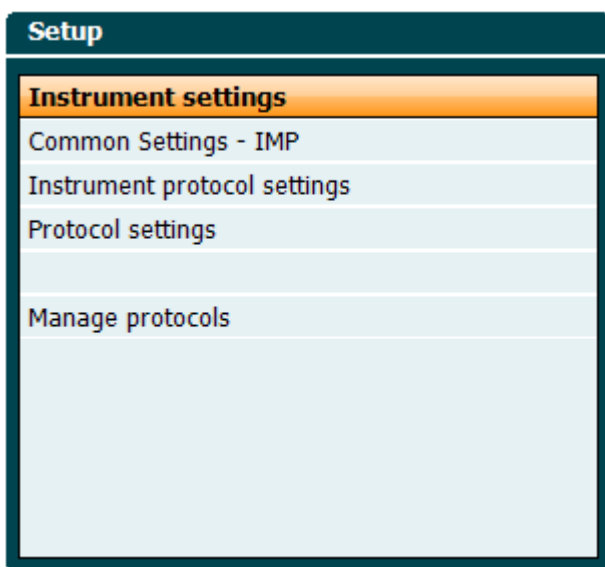 Setup
Instrument settings
Common Settings - IMP
Instrument protocol settings
Protocol settings
Manage protocols